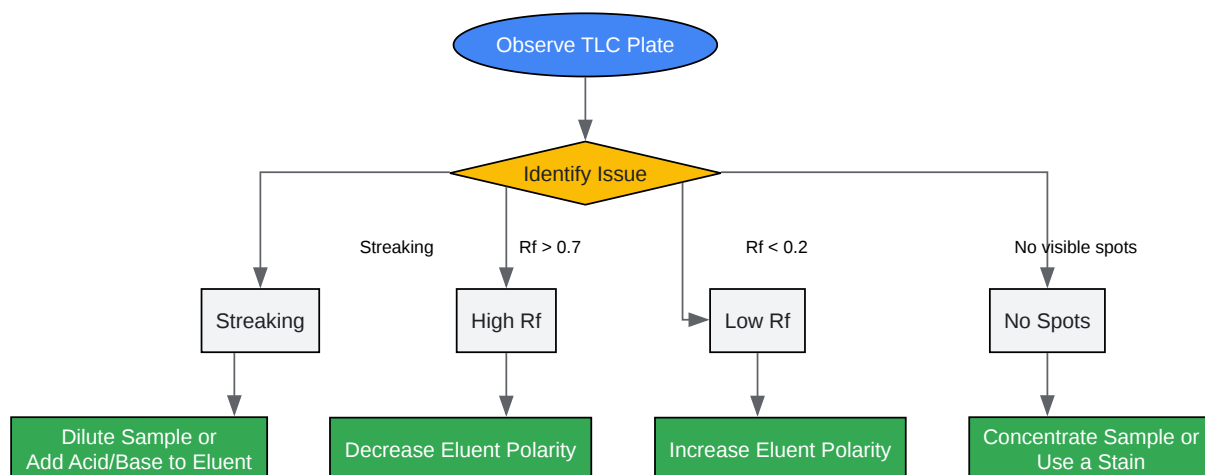 Observe TLC Plate
Identify Issue
Streaking
Rf > 0.7
Rf < 0.2
No visible spots
Streaking
High Rf
Low Rf
No Spots
Dilute Sample or
Add Acid/Base to Eluent
Decrease Eluent Polarity
Increase Eluent Polarity
Concentrate Sample or
Use a Stain